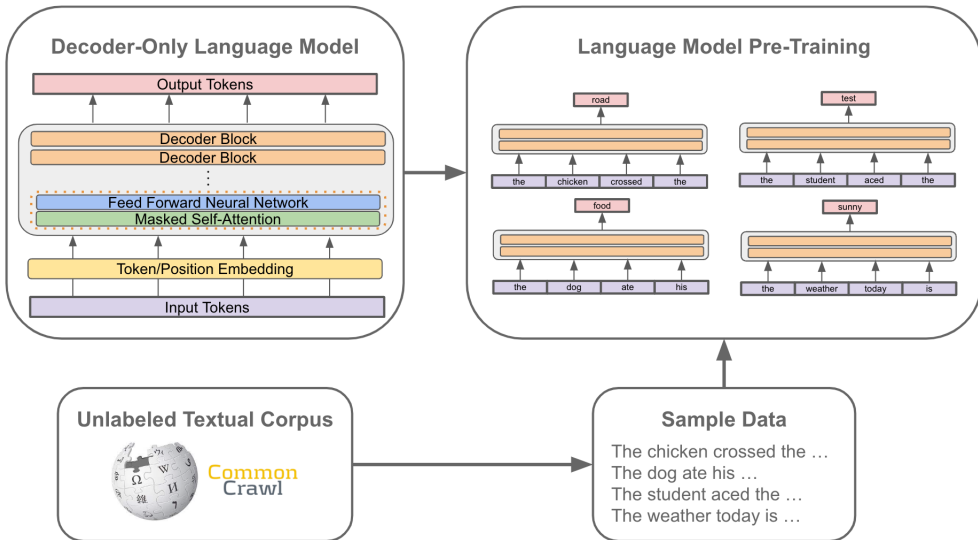 Decoder-Only Language Model
Output Tokens
Decoder Block
Decoder Block
Feed Forward Neural Network
Masked Self-Attention
Token/Position Embedding
Input Tokens
Language Model Pre-Training
road
the chicken crossed the
test
the student aced the
food
the dog ate his
sunny
the weather today is
Unlabeled Textual Corpus
Ω W
И
Common
Crawl
Sample Data
The chicken crossed the …
The dog ate his …
The student aced the …
The weather today is …